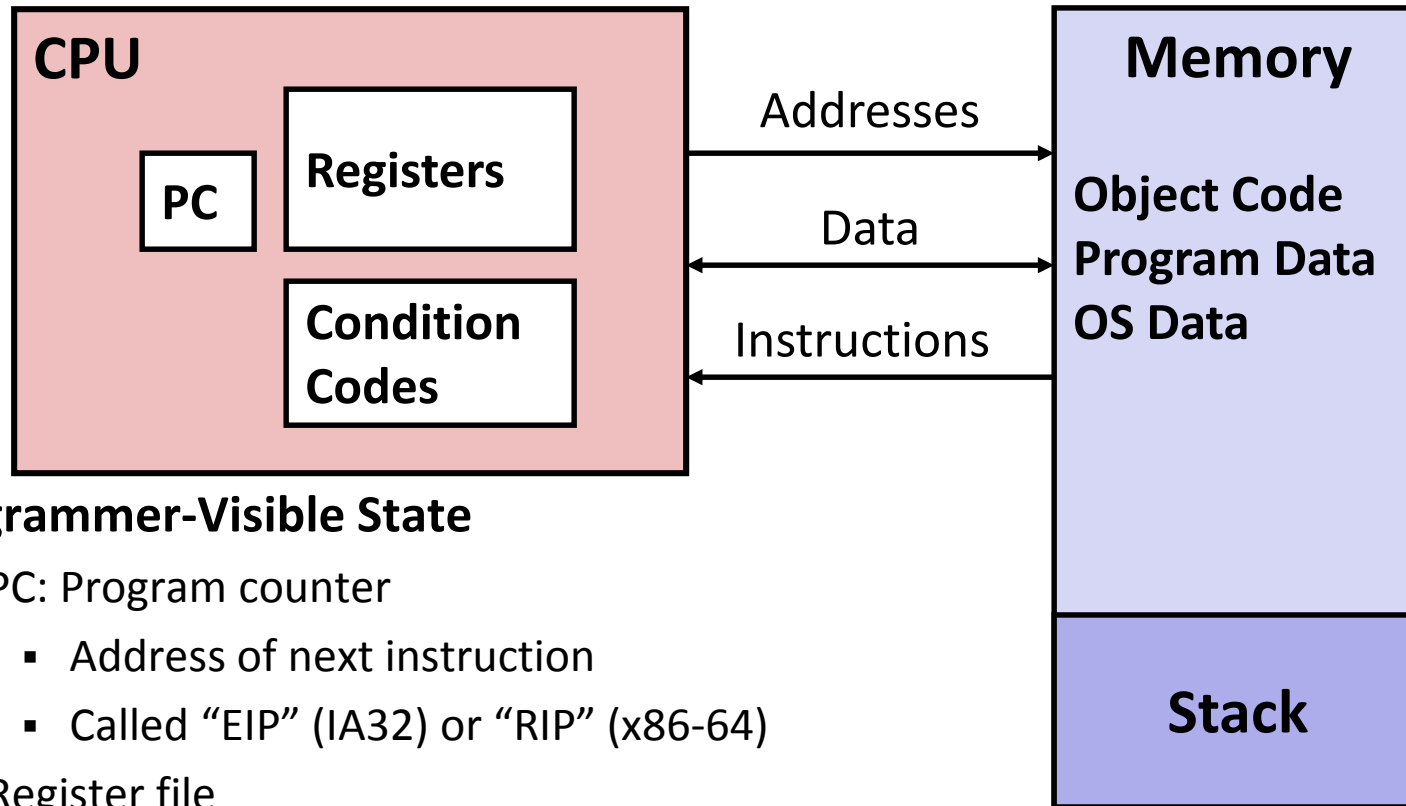 CPU
PC
Registers
Condition
Codes
Addresses
Data
Instructions
Memory
Object Code
Program Data
OS Data
Stack
grammer-Visible State
PC: Program counter
▪ Address of next instruction
▪ Called “EIP” (IA32) or “RIP” (x86-64)
Register file